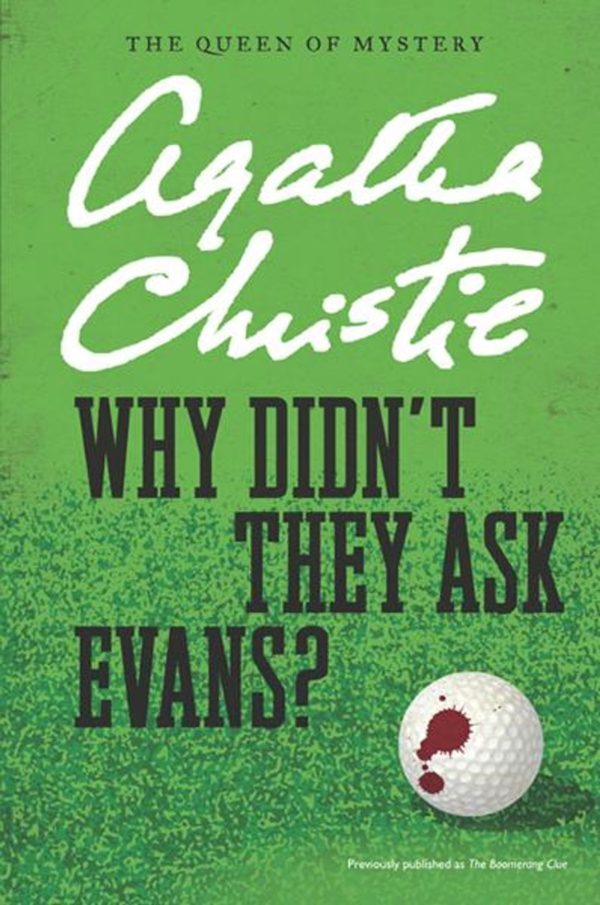 THE QUEEN OF MYSTERY
Agatha
Christie
WHY DIDN'T
THEY ASK
EVANS?
Previously published as The Boomerang Clue